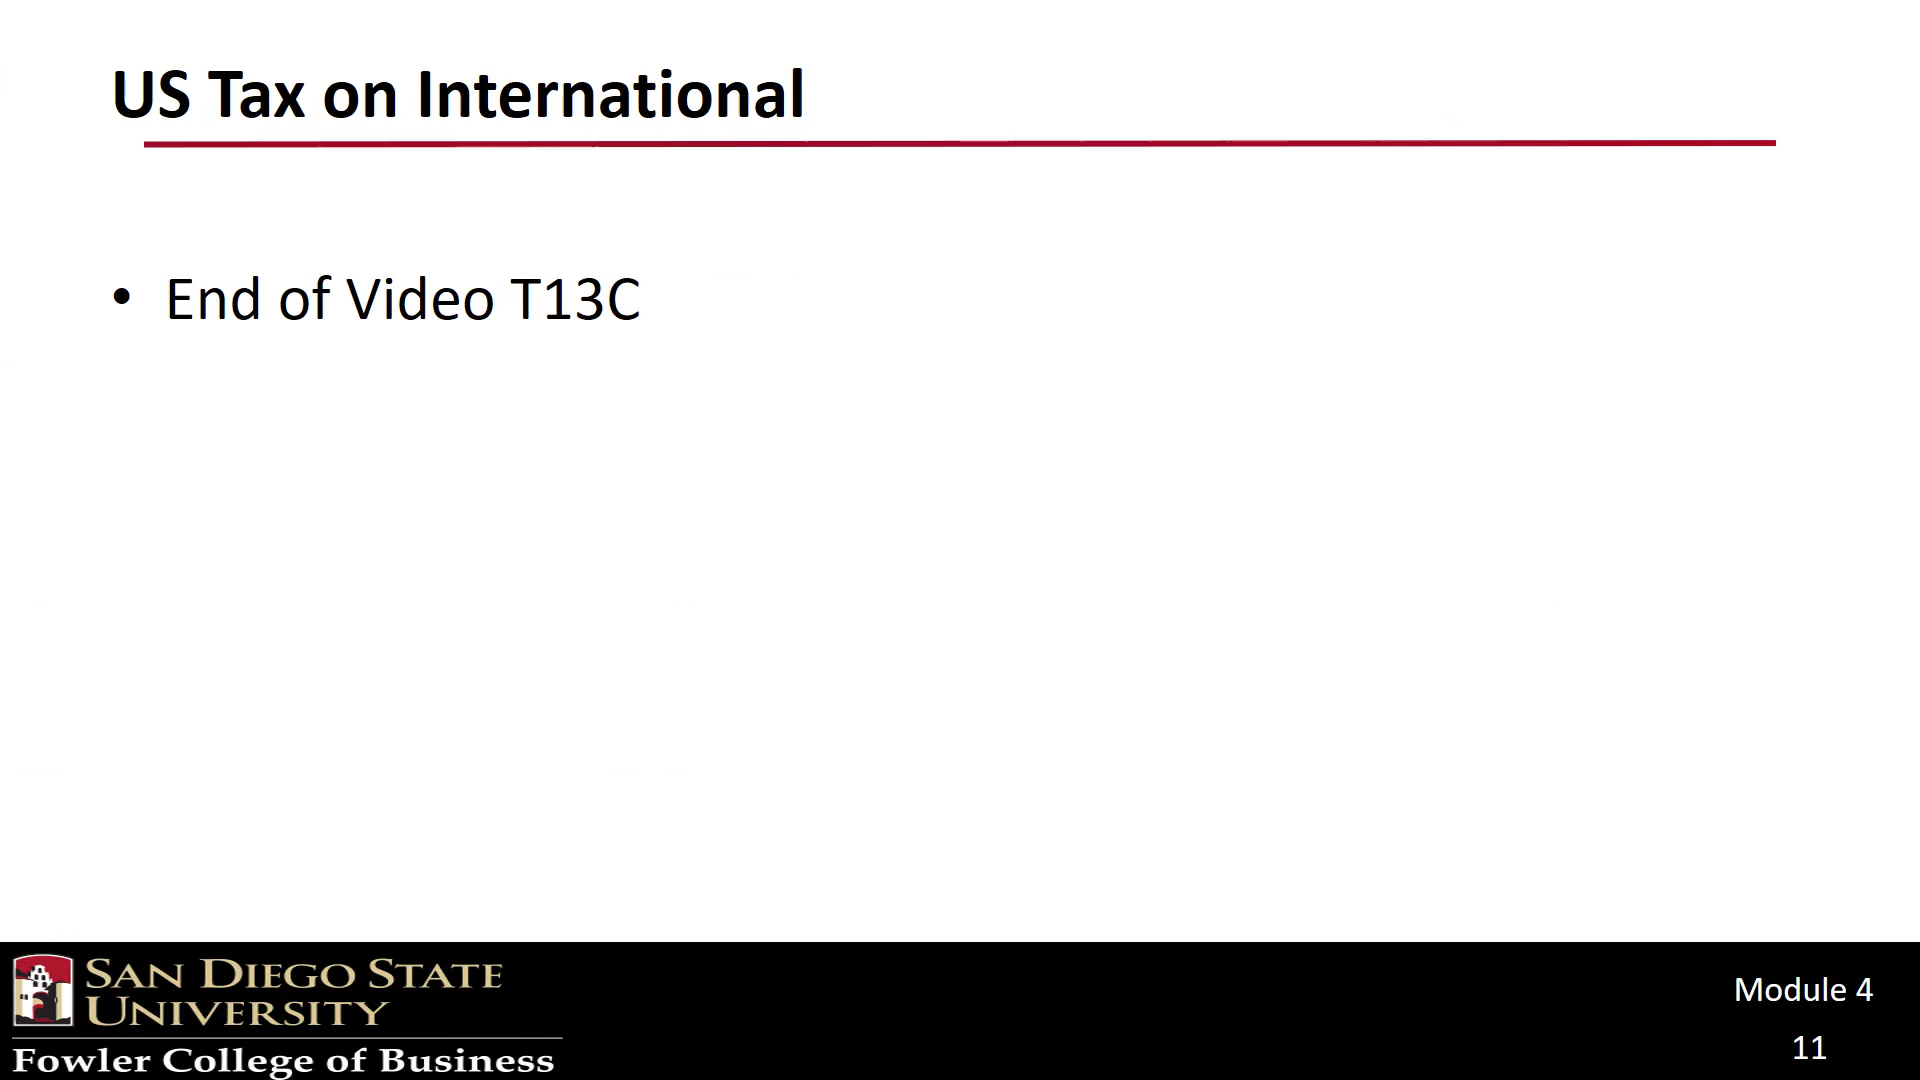 US Tax on International
• End of Video T13C
SAN DIEGO STATE
UNIVERSITY
Fowler College of Business
Module 4
11